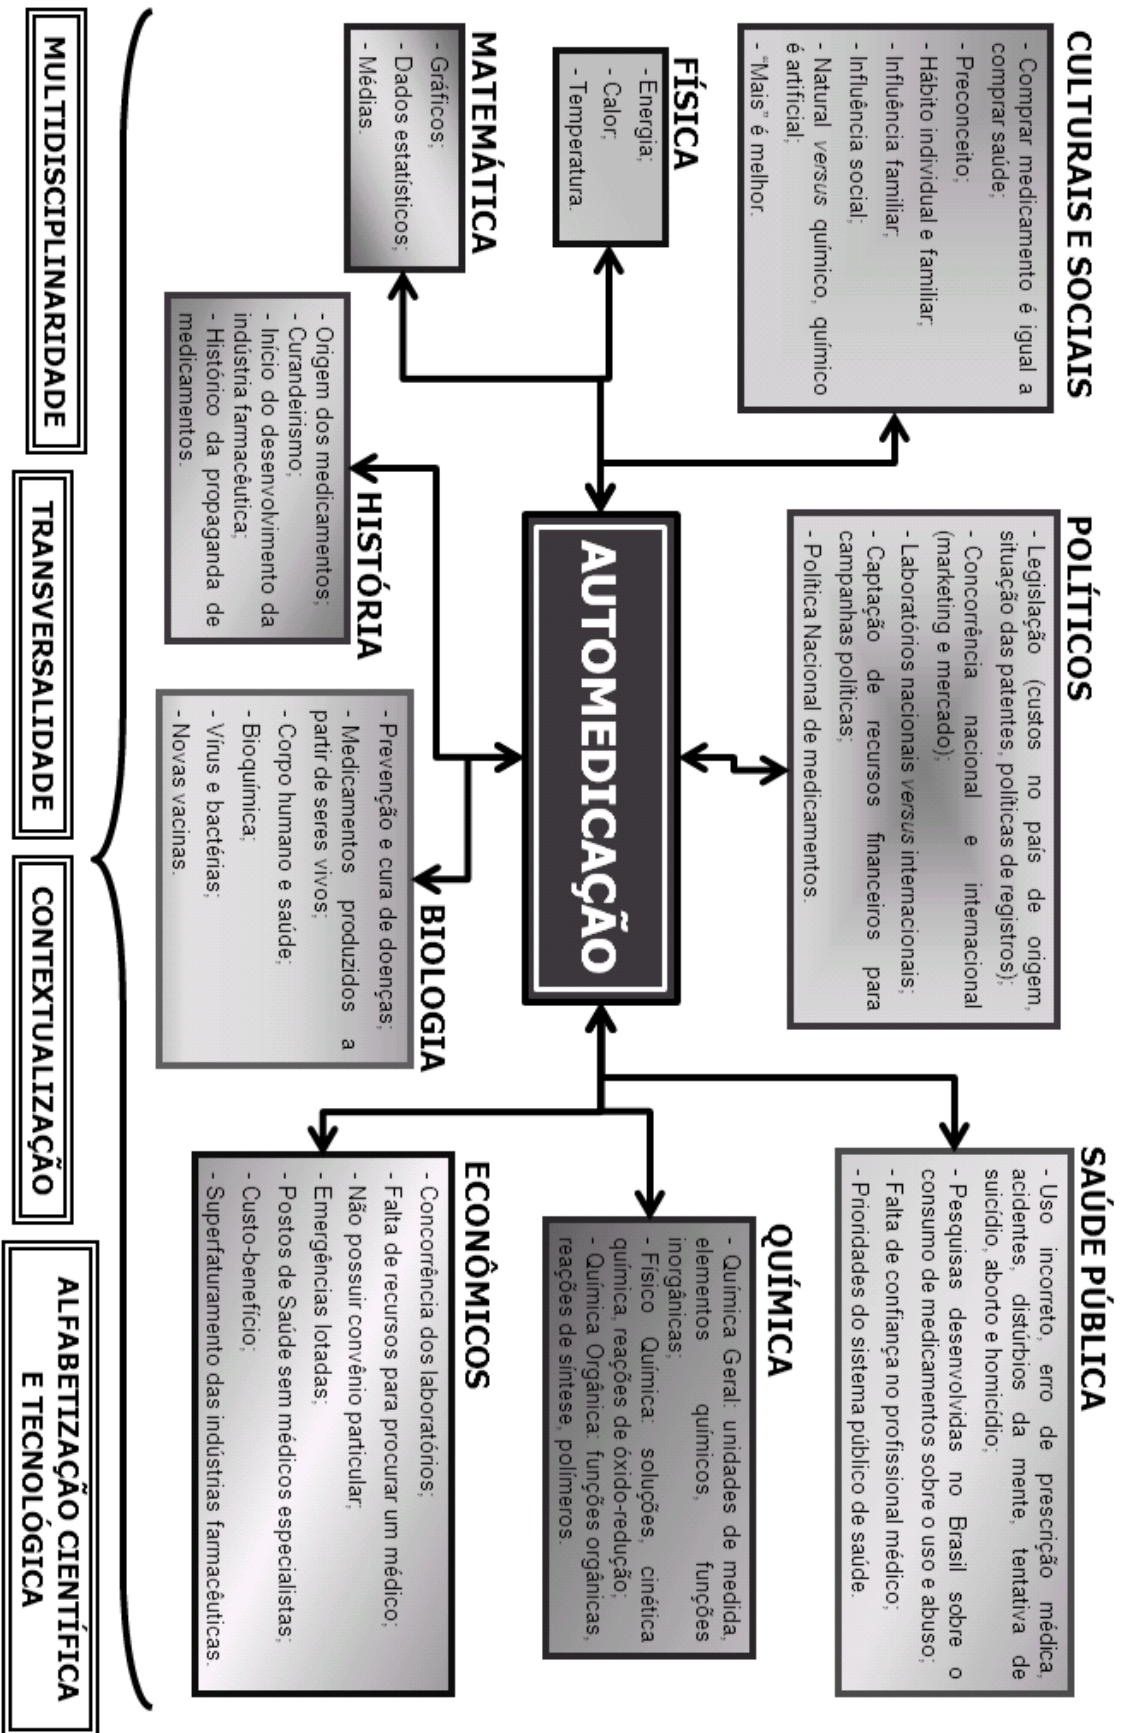 CULTURAIS E SOCIAIS
- Comprar medicamento é igual a
comprar saúde;
- Preconceito;
- Hábito individual e familiar;
- Influência familiar;
- Influência social;
- Natural versus químico, químico
é artificial;
- “Mais” é melhor.
POLÍTICOS
- Legislação (custos no país de origem,
situação das patentes, políticas de registros);
- Concorrência nacional e internacional
(marketing e mercado);
- Laboratórios nacionais versus internacionais;
- Captação de recursos financeiros para
campanhas políticas;
- Política Nacional de medicamentos.
SAÚDE PÚBLICA
- Uso incorreto, erro de prescrição médica,
acidentes, distúrbios da mente, tentativa de
suicídio, aborto e homicídio;
- Pesquisas desenvolvidas no Brasil sobre o
consumo de medicamentos sobre o uso e abuso;
- Falta de confiança no profissional médico;
- Prioridades do sistema público de saúde.
FÍSICA
- Energia;
- Calor;
- Temperatura.
AUTOMEDICAÇÃO
QUÍMICA
- Química Geral: unidades de medida,
elementos químicos, funções
inorgânicas;
- Físico Química: soluções, cinética
química, reações de óxido-redução;
- Química Orgânica: funções orgânicas,
reações de síntese, polímeros.
MATEMÁTICA
- Gráficos;
- Dados estatísticos;
- Médias.
HISTÓRIA
- Origem dos medicamentos;
- Curandeirismo;
- Início do desenvolvimento da
indústria farmacêutica;
- Histórico da propaganda de
medicamentos.
BIOLOGIA
- Prevenção e cura de doenças;
- Medicamentos produzidos a
partir de seres vivos;
- Corpo humano e saúde;
- Bioquímica;
- Vírus e bactérias;
- Novas vacinas.
ECONÔMICOS
- Concorrência dos laboratórios;
- Falta de recursos para procurar um médico;
- Não possuir convênio particular;
- Emergências lotadas;
- Postos de Saúde sem médicos especialistas;
- Custo-benefício;
- Superfaturamento das indústrias farmacêuticas.
MULTIDISCIPLINARIDADE
TRANSVERSALIDADE
CONTEXTUALIZAÇÃO
ALFABETIZAÇÃO CIENTÍFICA
E TECNOLÓGICA